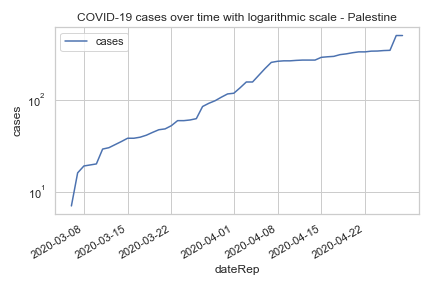 COVID-19 cases over time with logarithmic scale - Palestine
cases
cases
10²
10¹
2020-03-08
2020-03-15
2020-03-22
2020-04-01
2020-04-08
2020-04-15
2020-04-22
dateRep